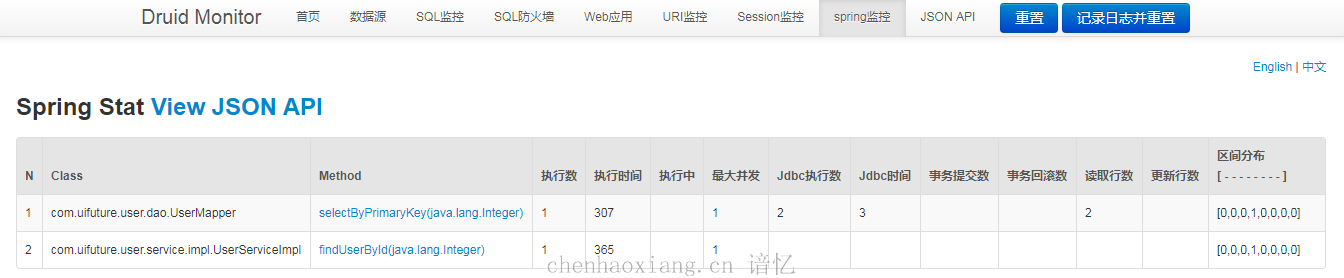 Druid Monitor 首页 数据源 SQL监控 SQL防火墙 Web应用 URI监控 Session监控 spring监控 JSON API 重置 记录日志并重置
English | 中文
Spring Stat View JSON API
N Class Method 执行数 执行时间 执行中 最大并发 Jdbc执行数 Jdbc时间 事务提交数 事务回滚数 读取行数 更新行数 区间分布
[ - - - - - - - - ]
1 com.uifuture.user.dao.UserMapper selectByPrimaryKey(java.lang.Integer) 1 307 1 2 3 2 [0,0,0,1,0,0,0,0]
2 com.uifuture.user.service.impl.UserServiceImpl findUserById(java.lang.Integer) 1 365 1 [0,0,0,1,0,0,0,0]
chenhaoxiang.cn 谙忆